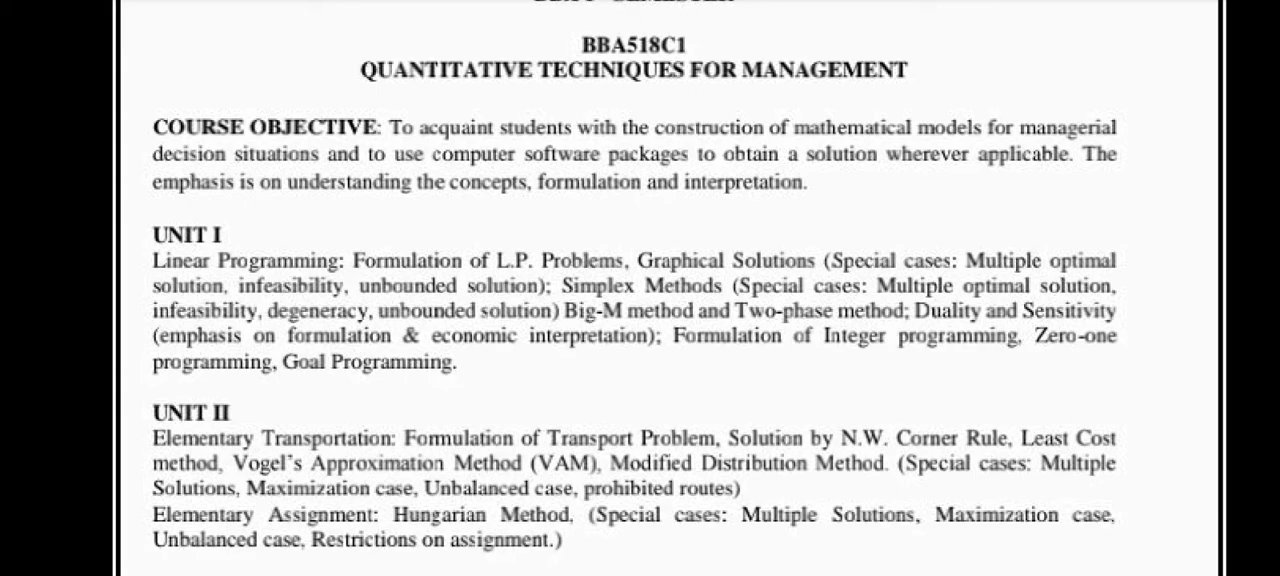 BBA518C1
QUANTITATIVE TECHNIQUES FOR MANAGEMENT
COURSE OBJECTIVE: To acquaint students with the construction of mathematical models for managerial
decision situations and to use computer software packages to obtain a solution wherever applicable. The
emphasis is on understanding the concepts, formulation and interpretation.
UNIT I
Linear Programming: Formulation of L.P. Problems, Graphical Solutions (Special cases: Multiple optimal
solution, infeasibility, unbounded solution); Simplex Methods (Special cases: Multiple optimal solution,
infeasibility, degeneracy, unbounded solution) Big-M method and Two-phase method; Duality and Sensitivity
(emphasis on formulation & economic interpretation); Formulation of Integer programming, Zero-one
programming, Goal Programming.
UNIT II
Elementary Transportation: Formulation of Transport Problem, Solution by N.W. Corner Rule, Least Cost
method, Vogel's Approximation Method (VAM), Modified Distribution Method. (Special cases: Multiple
Solutions, Maximization case, Unbalanced case, prohibited routes)
Elementary Assignment: Hungarian Method, (Special cases: Multiple Solutions, Maximization case,
Unbalanced case, Restrictions on assignment.)